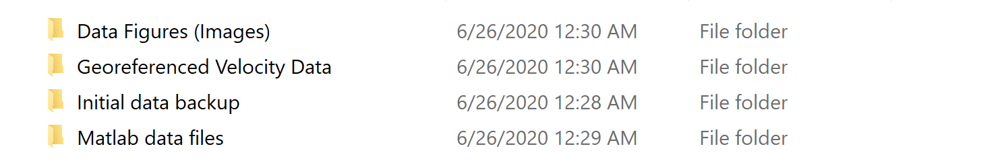 Data Figures (Images) 6/26/2020 12:30 AM File folder
Georeferenced Velocity Data 6/26/2020 12:30 AM File folder
Initial data backup 6/26/2020 12:28 AM File folder
Matlab data files 6/26/2020 12:29 AM File folder